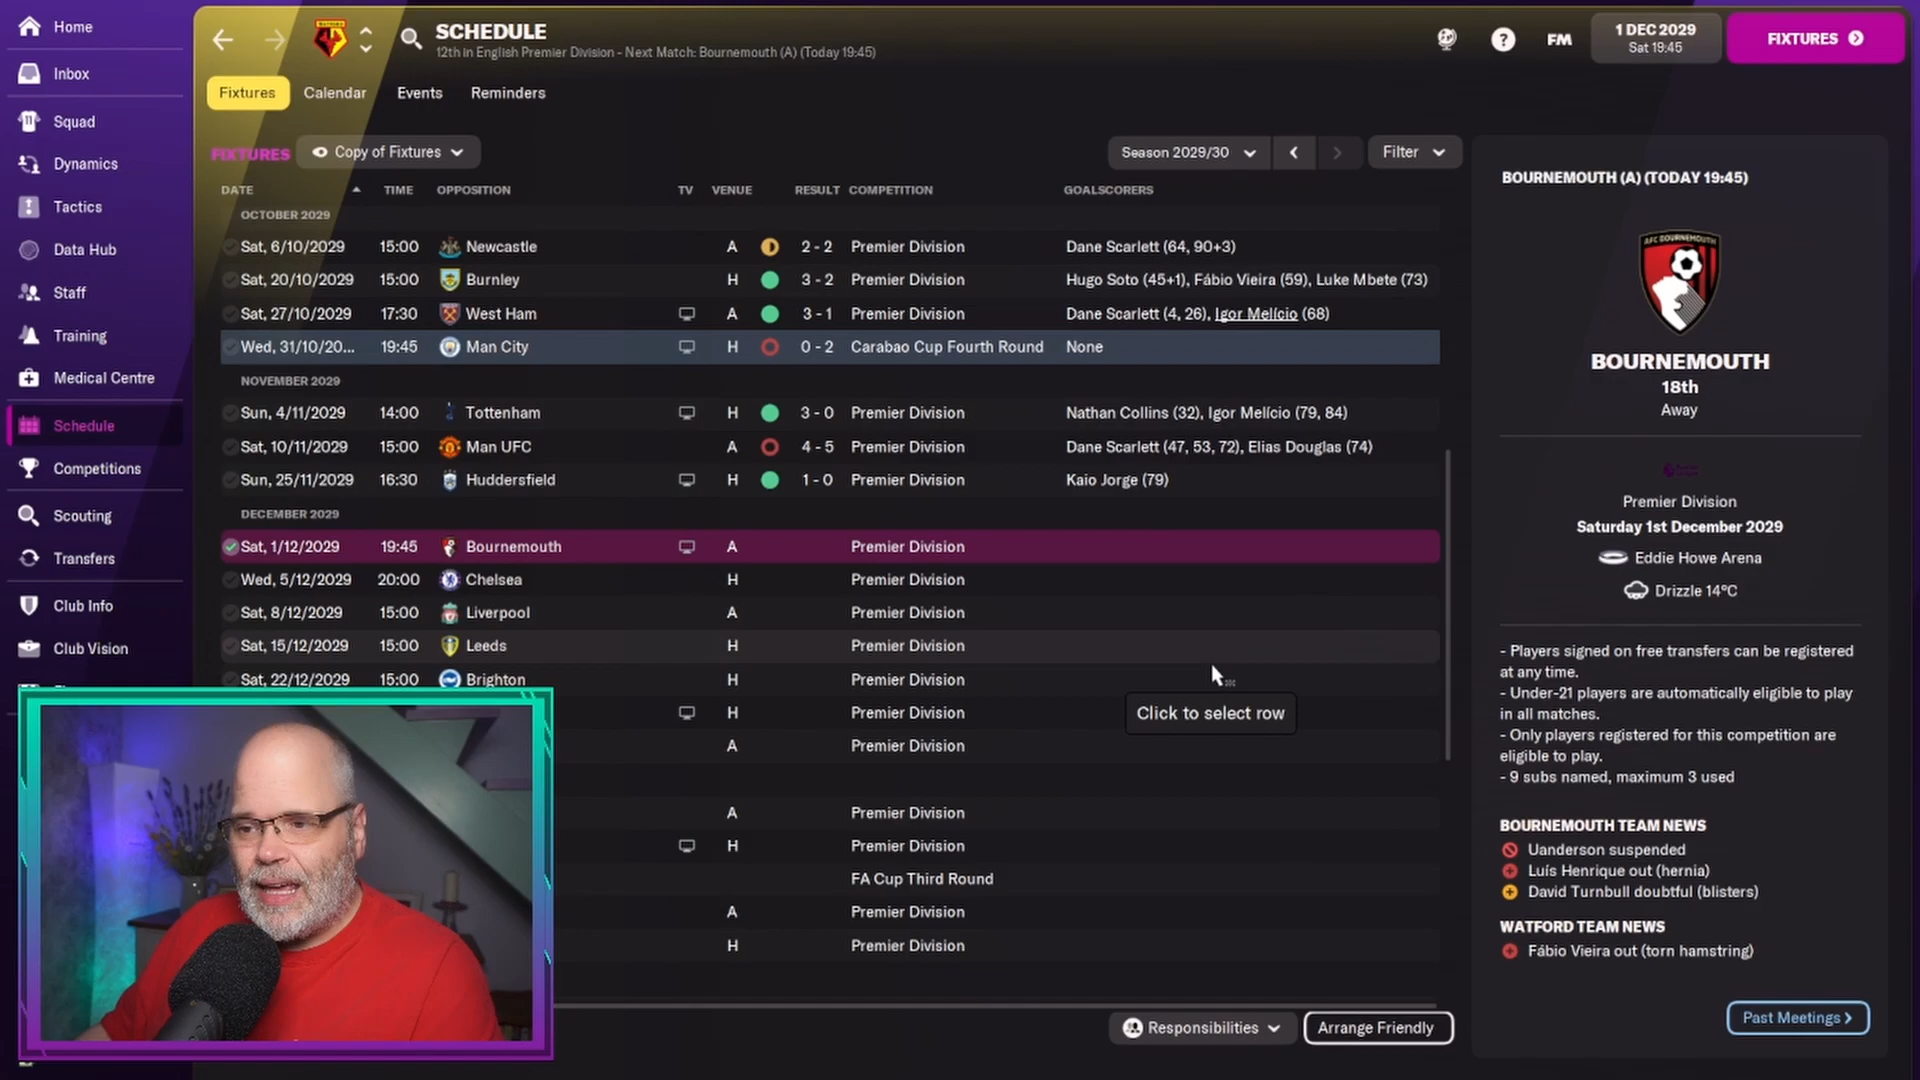 Home
Inbox
Squad
Dynamics
Tactics
Data Hub
Staff
Training
Medical Centre
Schedule
Competitions
Scouting
Transfers
Club Info
Club Vision
SCHEDULE
12th in English Premier Division - Next Match: Bournemouth (A) (Today 19:45)
FM
1 DEC 2029
Sat 19:45
FIXTURES
Fixtures Calendar Events Reminders
FIXTURES Copy of Fixtures Season 2029/30 Filter
DATE TIME OPPOSITION TV VENUE RESULT COMPETITION GOALSCORERS
OCTOBER 2029
Sat, 6/10/2029 15:00 Newcastle A 2 - 2 Premier Division Dane Scarlett (64, 90+3)
Sat, 20/10/2029 15:00 Burnley H 3 - 2 Premier Division Hugo Soto (45+1), Fábio Vieira (59), Luke Mbete (73)
Sat, 27/10/2029 17:30 West Ham A 3 - 1 Premier Division Dane Scarlett (4, 26), Igor Melício (68)
Wed, 31/10/20... 19:45 Man City H 0 - 2 Carabao Cup Fourth Round None
NOVEMBER 2029
Sun, 4/11/2029 14:00 Tottenham H 3 - 0 Premier Division Nathan Collins (32), Igor Melício (79, 84)
Sat, 10/11/2029 15:00 Man UFC A 4 - 5 Premier Division Dane Scarlett (47, 53, 72), Elias Douglas (74)
Sun, 25/11/2029 16:30 Huddersfield H 1 - 0 Premier Division Kaio Jorge (79)
DECEMBER 2029
Sat, 1/12/2029 19:45 Bournemouth A Premier Division
Wed, 5/12/2029 20:00 Chelsea H Premier Division
Sat, 8/12/2029 15:00 Liverpool A Premier Division
Sat, 15/12/2029 15:00 Leeds H Premier Division
Sat, 22/12/2029 15:00 Brighton H Premier Division
H Premier Division
Click to select row
A Premier Division
A Premier Division
H Premier Division
FA Cup Third Round
A Premier Division
H Premier Division
Responsibilities Arrange Friendly
BOURNEMOUTH (A) (TODAY 19:45)
AFC BOURNEMOUTH
BOURNEMOUTH
18th
Away
Premier Division
Saturday 1st December 2029
Eddie Howe Arena
Drizzle 14°C
- Players signed on free transfers can be registered
at any time.
- Under-21 players are automatically eligible to play
in all matches.
- Only players registered for this competition are
eligible to play.
- 9 subs named, maximum 3 used
BOURNEMOUTH TEAM NEWS
Uanderson suspended
Luís Henrique out (hernia)
David Turnbull doubtful (blisters)
WATFORD TEAM NEWS
Fábio Vieira out (torn hamstring)
Past Meetings